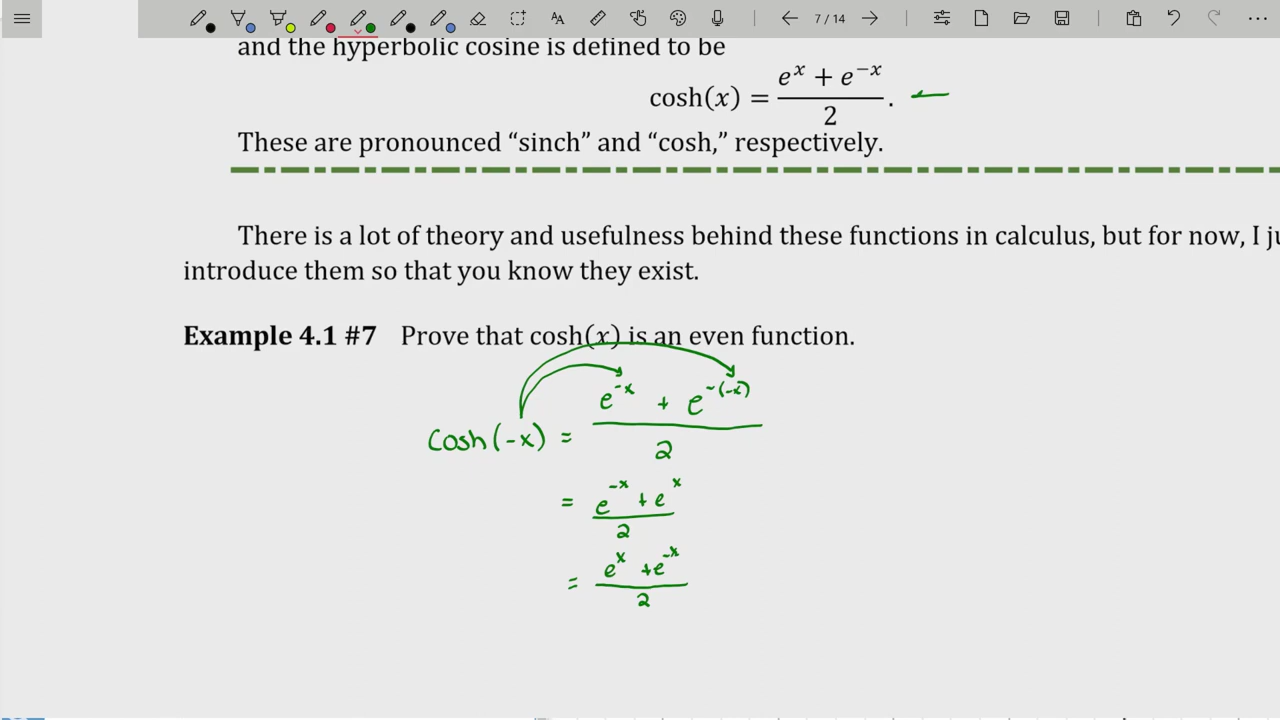 7 / 14
and the hyperbolic cosine is defined to be
cosh(x) = (e^x + e^{−x})/2.
These are pronounced “sinch” and “cosh,” respectively.
There is a lot of theory and usefulness behind these functions in calculus, but for now, I ju
introduce them so that you know they exist.
Example 4.1 #7 Prove that cosh(x) is an even function.
Cosh(-x) = (e^{-x} + e^{-(-x)})/2
= (e^{-x} + e^x)/2
= (e^x + e^{-x})/2